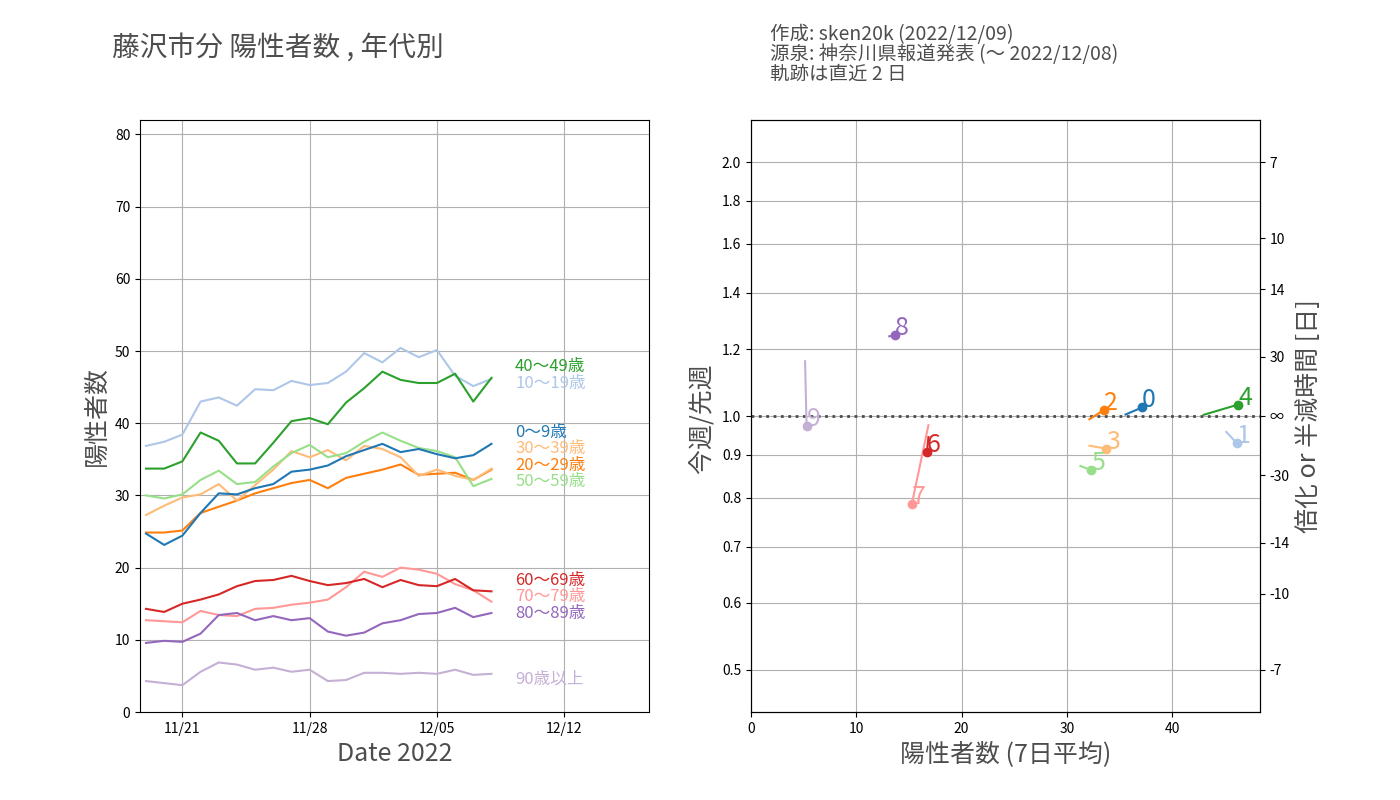 藤沢市分 陽性者数 , 年代別
作成: sken20k (2022/12/09)
源泉: 神奈川県報道発表 (〜 2022/12/08)
軌跡は直近 2 日
陽性者数
80
70
60
50
40
30
20
10
0
40〜49歳
10〜19歳
0〜9歳
30〜39歳
20〜29歳
50〜59歳
60〜69歳
70〜79歳
80〜89歳
90歳以上
11/21
11/28
12/05
12/12
Date 2022
今週/先週
2.0
1.8
1.6
1.4
1.2
1.0
0.9
0.8
0.7
0.6
0.5
8
9
2
0
4
6
3
1
5
7
0
10
20
30
40
陽性者数 (7日平均)
7
10
14
30
∞
-30
-14
-10
-7
倍化 or 半減時間 [日]